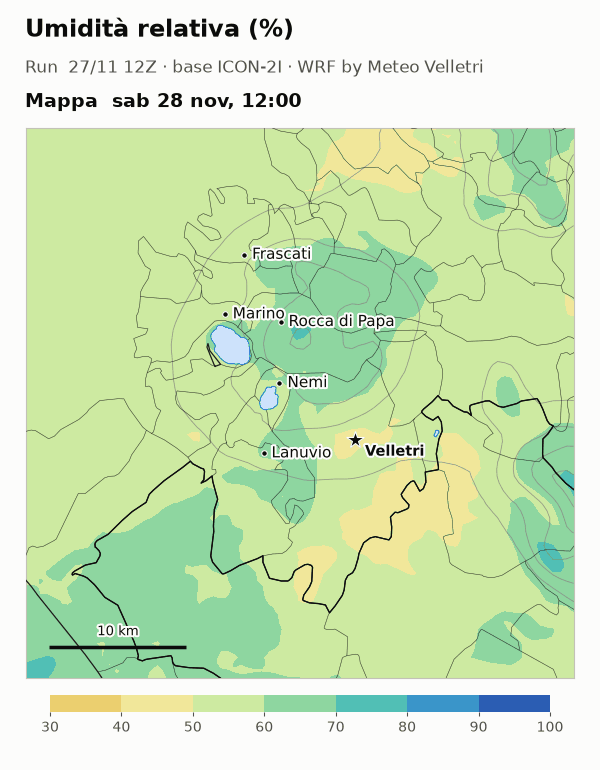 Umidità relativa (%)
Run  27/11 12Z · base ICON-2I · WRF by Meteo Velletri
Mappa  sab 28 nov, 12:00
Frascati
Marino
Rocca di Papa
Nemi
Velletri
Lanuvio
10 km
30 40 50 60 70 80 90 100